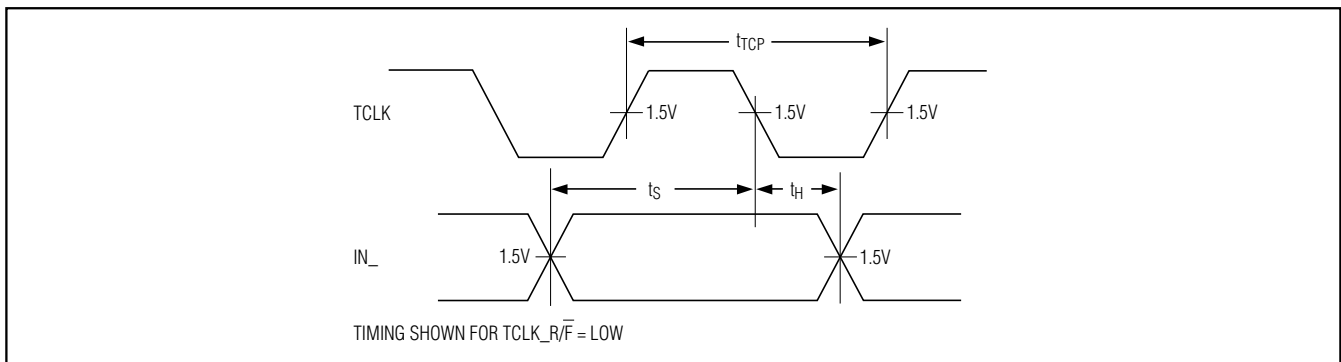 tTCP
TCLK
1.5V
1.5V
1.5V
tS
tH
IN_
1.5V
1.5V
TIMING SHOWN FOR TCLK_R/F̅ = LOW